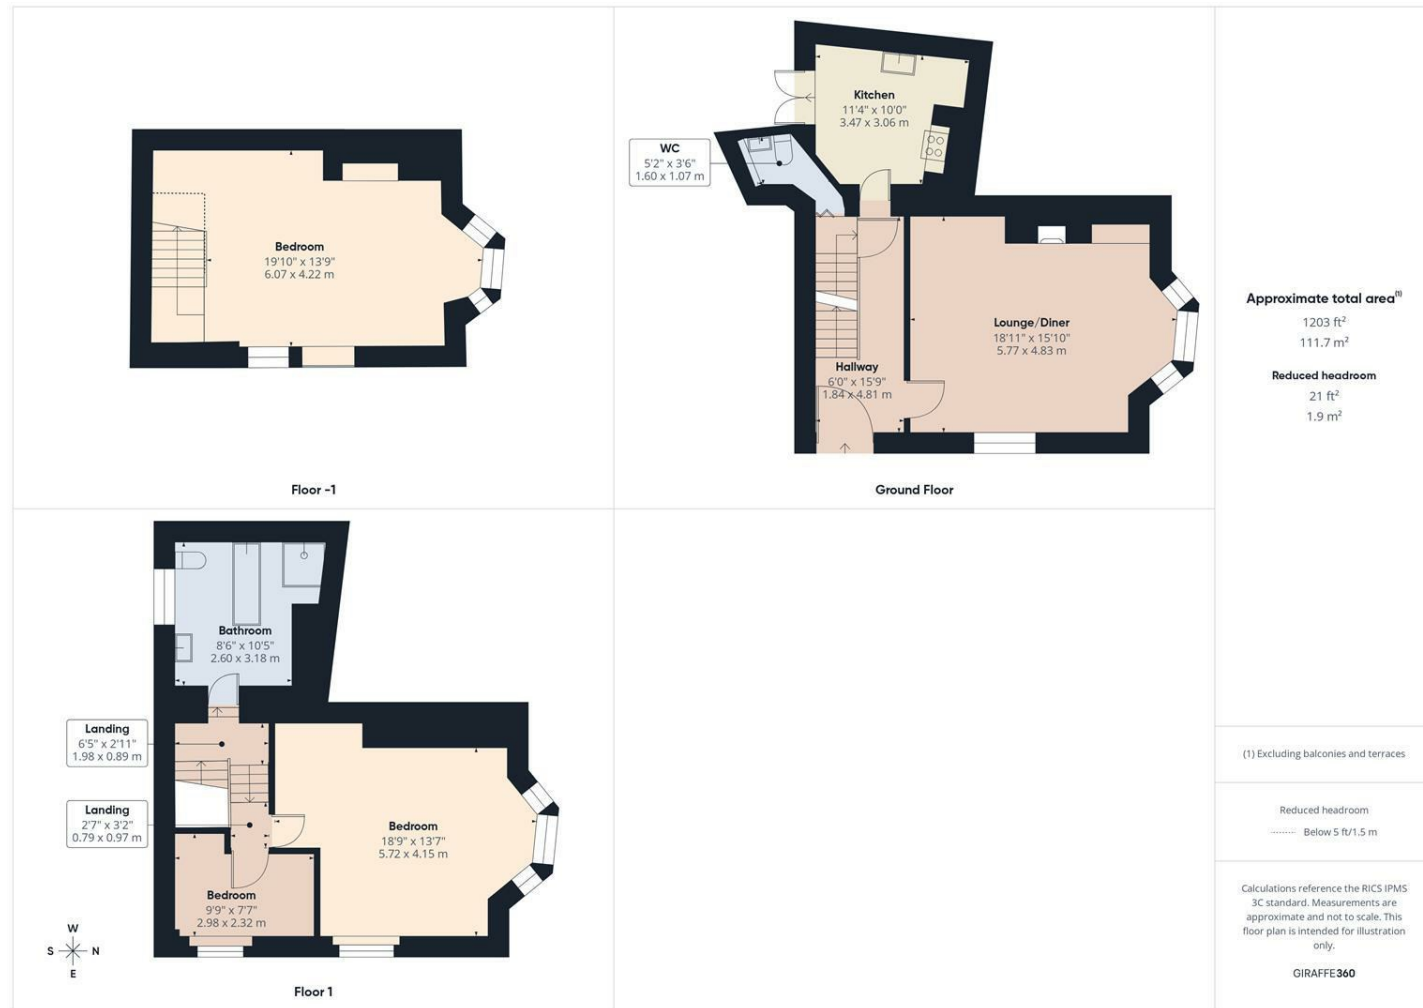 Bedroom
19'10" x 13'9"
6.07 x 4.22 m
Floor -1
Kitchen
11'4" x 10'0"
3.47 x 3.06 m
WC
5'2" x 3'6"
1.60 x 1.07 m
Lounge/Diner
18'11" x 15'10"
5.77 x 4.83 m
Hallway
6'0" x 15'9"
1.84 x 4.81 m
Ground Floor
Bathroom
8'6" x 10'5"
2.60 x 3.18 m
Landing
6'5" x 2'11"
1.98 x 0.89 m
Landing
2'7" x 3'2"
0.79 x 0.97 m
Bedroom
18'9" x 13'7"
5.72 x 4.15 m
Bedroom
9'9" x 7'7"
2.98 x 2.32 m
W
S N
E
Floor 1
Approximate total area(1)
1203 ft²
111.7 m²
Reduced headroom
21 ft²
1.9 m²
(1) Excluding balconies and terraces
Reduced headroom
Below 5 ft/1.5 m
Calculations reference the RICS IPMS
3C standard. Measurements are
approximate and not to scale. This
floor plan is intended for illustration
only.
GIRAFFE360